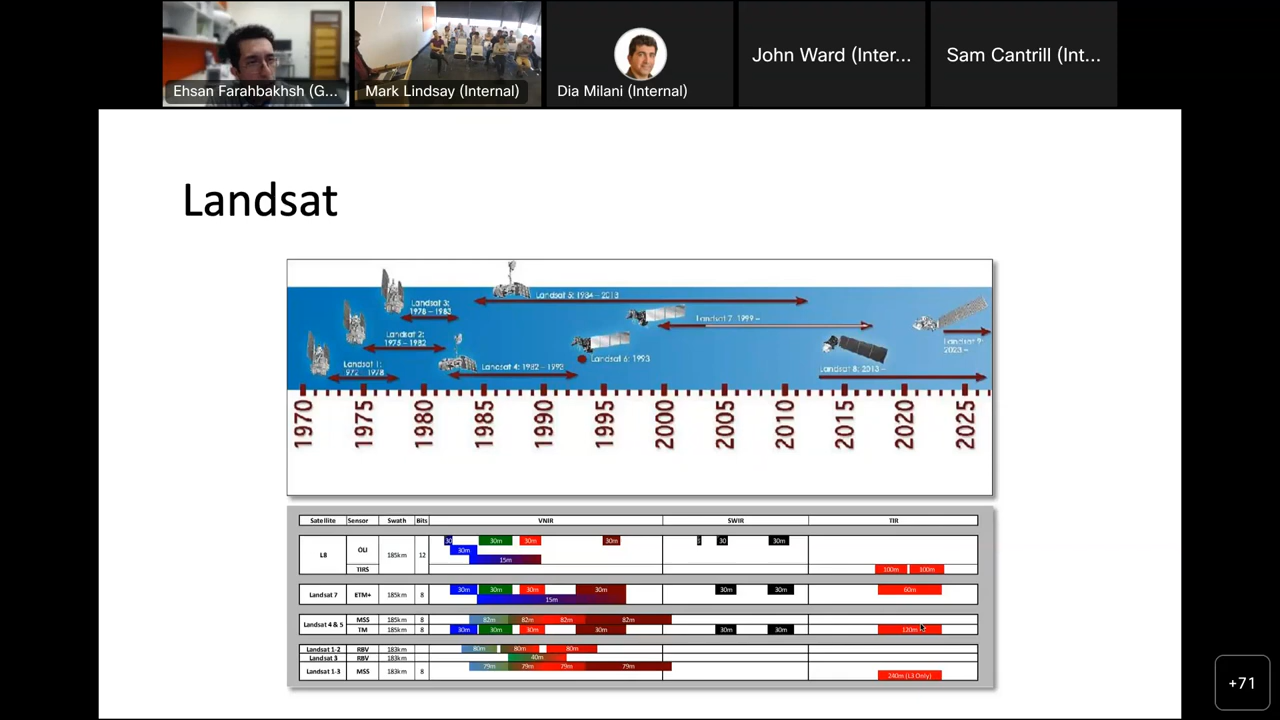 Ehsan Farahbakhsh (G...
Mark Lindsay (Internal)
Dia Milani (Internal)
John Ward (Inter...
Sam Cantrill (Int...
Landsat
Landsat 5: 1984 – 2013
Landsat 3:
1978 – 1983
Landsat 7: 1999 –
Landsat 2:
1975 – 1982
Landsat 9:
2023 –
Landsat 6: 1993
Landsat 1:
972 – 1978
Landsat 4: 1982 – 1993
Landsat 8: 2013 –
1970 1975 1980 1985 1990 1995 2000 2005 2010 2015 2020 2025
Satellite Sensor Swath Bits VNIR SWIR TIR
L8 OLI 185km 12 30 30m 30m 30m 30 30m
30m
15m
TIRS 100m 100m
Landsat 7 ETM+ 185km 8 30m 30m 30m 30m 30m 30m 60m
15m
Landsat 4 & 5 MSS 185km 8 82m 82m 82m 82m
TM 185km 8 30m 30m 30m 30m 30m 30m 120m
Landsat 1-2 RBV 183km 80m 80m 80m
Landsat 3 RBV 183km 40m
Landsat 1-3 MSS 183km 8 79m 79m 79m 79m
240m (L3 Only)
+71